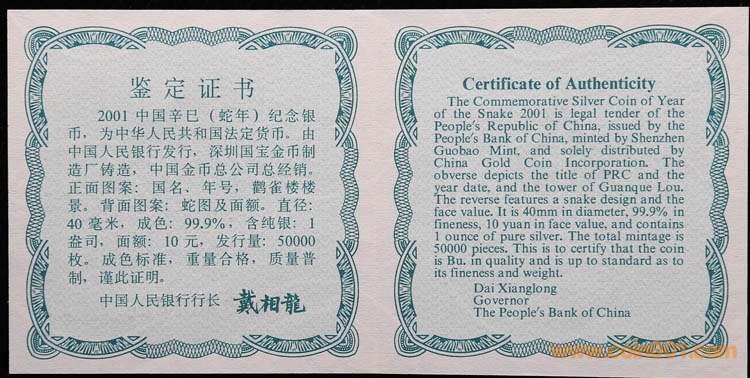 鉴定证书
2001中国辛巳（蛇年）纪念银
币，为中华人民共和国法定货币。由
中国人民银行发行，深圳国宝金币制
造厂铸造，中国金币总公司总经销。
正面图案：国名、年号，鹳雀楼楼
景。背面图案：蛇图及面额。直径：
40毫米，成色：99.9%，含纯银：1
盎司，面额：10元，发行量：50000
枚。成色标准，重量合格，质量普
制，谨此证明。
中国人民银行行长 戴相龍
Certificate of Authenticity
The Commemorative Silver Coin of Year
of the Snake 2001 is legal tender of the
People's Republic of China, issued by the
People's Bank of China, minted by Shenzhen
Guobao Mint, and solely distributed by
China Gold Coin Incorporation. The
obverse depicts the title of PRC and the
year date, and the tower of Guanque Lou.
The reverse features a snake design and the
face value. It is 40mm in diameter, 99.9% in
fineness, 10 yuan in face value, and contains
1 ounce of pure silver. The total mintage is
50000 pieces. This is to certify that the coin
is Bu. in quality and is up to standard as to
its fineness and weight.
Dai Xianglong
Governor
The People's Bank of China
www.coin001.com